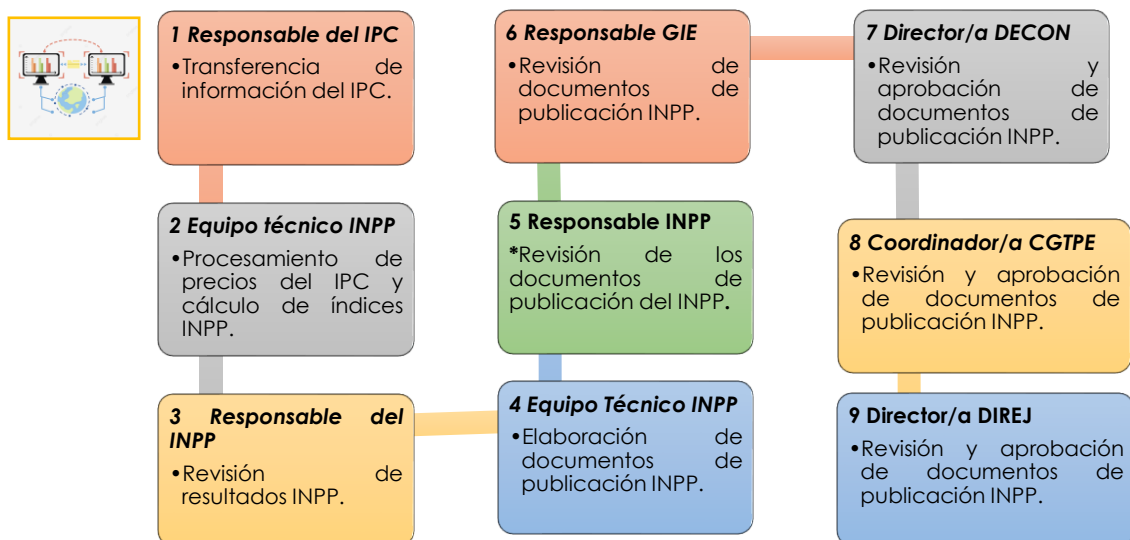 1 Responsable del IPC
•Transferencia de
información del IPC.
2 Equipo técnico INPP
•Procesamiento de
precios del IPC y
cálculo de índices
INPP.
3 Responsable del
INPP
•Revisión de
resultados INPP.
4 Equipo Técnico INPP
•Elaboración de
documentos de
publicación INPP.
5 Responsable INPP
*Revisión de los
documentos de
publicación del INPP.
6 Responsable GIE
•Revisión de
documentos de
publicación INPP.
7 Director/a DECON
•Revisión y
aprobación de
documentos de
publicación INPP.
8 Coordinador/a CGTPE
•Revisión y aprobación
de documentos de
publicación INPP.
9 Director/a DIREJ
•Revisión y aprobación
de documentos de
publicación INPP.